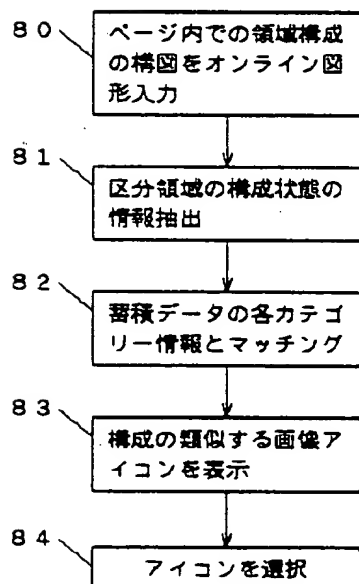 80
ページ内での領域構成
の構図をオンライン図
形入力
81
区分領域の構成状態の
情報抽出
82
蓄積データの各カテゴ
リー情報とマッチング
83
構成の類似する画像ア
イコンを表示
84
アイコンを選択